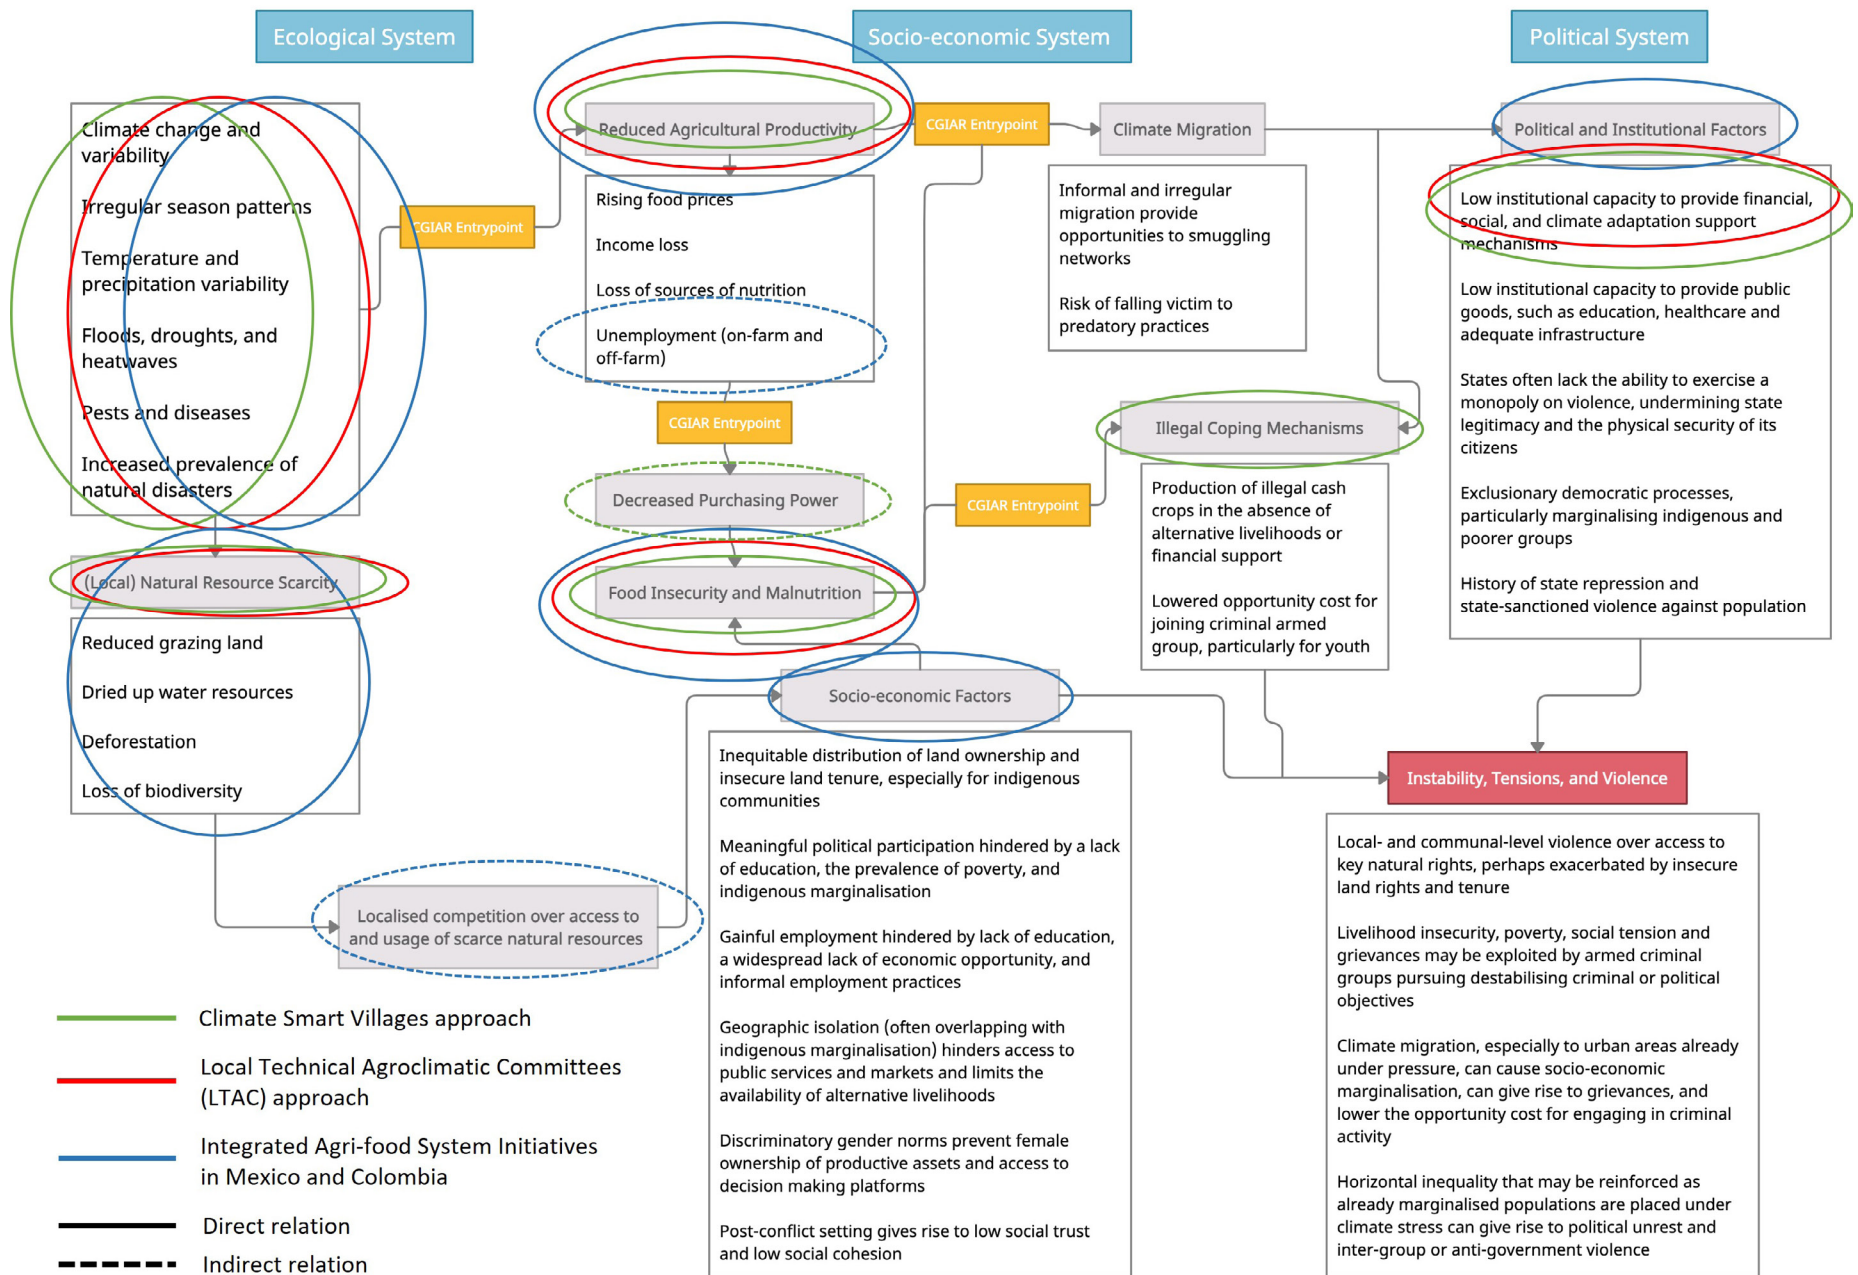 Ecological System
Socio-economic System
Political System
Climate change and
variability
Irregular season patterns
Temperature and
precipitation variability
Floods, droughts, and
heatwaves
Pests and diseases
Increased prevalence of
natural disasters
CGIAR Entrypoint
(Local) Natural Resource Scarcity
Reduced grazing land
Dried up water resources
Deforestation
Loss of biodiversity
Localised competition over access to
and usage of scarce natural resources
Reduced Agricultural Productivity
Rising food prices
Income loss
Loss of sources of nutrition
Unemployment (on-farm and
off-farm)
CGIAR Entrypoint
Decreased Purchasing Power
Food Insecurity and Malnutrition
CGIAR Entrypoint
Climate Migration
Informal and irregular
migration provide
opportunities to smuggling
networks
Risk of falling victim to
predatory practices
CGIAR Entrypoint
Illegal Coping Mechanisms
Production of illegal cash
crops in the absence of
alternative livelihoods or
financial support
Lowered opportunity cost for
joining criminal armed
group, particularly for youth
Socio-economic Factors
Inequitable distribution of land ownership and
insecure land tenure, especially for indigenous
communities
Meaningful political participation hindered by a lack
of education, the prevalence of poverty, and
indigenous marginalisation
Gainful employment hindered by lack of education,
a widespread lack of economic opportunity, and
informal employment practices
Geographic isolation (often overlapping with
indigenous marginalisation) hinders access to
public services and markets and limits the
availability of alternative livelihoods
Discriminatory gender norms prevent female
ownership of productive assets and access to
decision making platforms
Post-conflict setting gives rise to low social trust
and low social cohesion
Political and Institutional Factors
Low institutional capacity to provide financial,
social, and climate adaptation support
mechanisms
Low institutional capacity to provide public
goods, such as education, healthcare and
adequate infrastructure
States often lack the ability to exercise a
monopoly on violence, undermining state
legitimacy and the physical security of its
citizens
Exclusionary democratic processes,
particularly marginalising indigenous and
poorer groups
History of state repression and
state-sanctioned violence against population
Instability, Tensions, and Violence
Local- and communal-level violence over access to
key natural rights, perhaps exacerbated by insecure
land rights and tenure
Livelihood insecurity, poverty, social tension and
grievances may be exploited by armed criminal
groups pursuing destabilising criminal or political
objectives
Climate migration, especially to urban areas already
under pressure, can cause socio-economic
marginalisation, can give rise to grievances, and
lower the opportunity cost for engaging in criminal
activity
Horizontal inequality that may be reinforced as
already marginalised populations are placed under
climate stress can give rise to political unrest and
inter-group or anti-government violence
Climate Smart Villages approach
Local Technical Agroclimatic Committees
(LTAC) approach
Integrated Agri-food System Initiatives
in Mexico and Colombia
Direct relation
Indirect relation